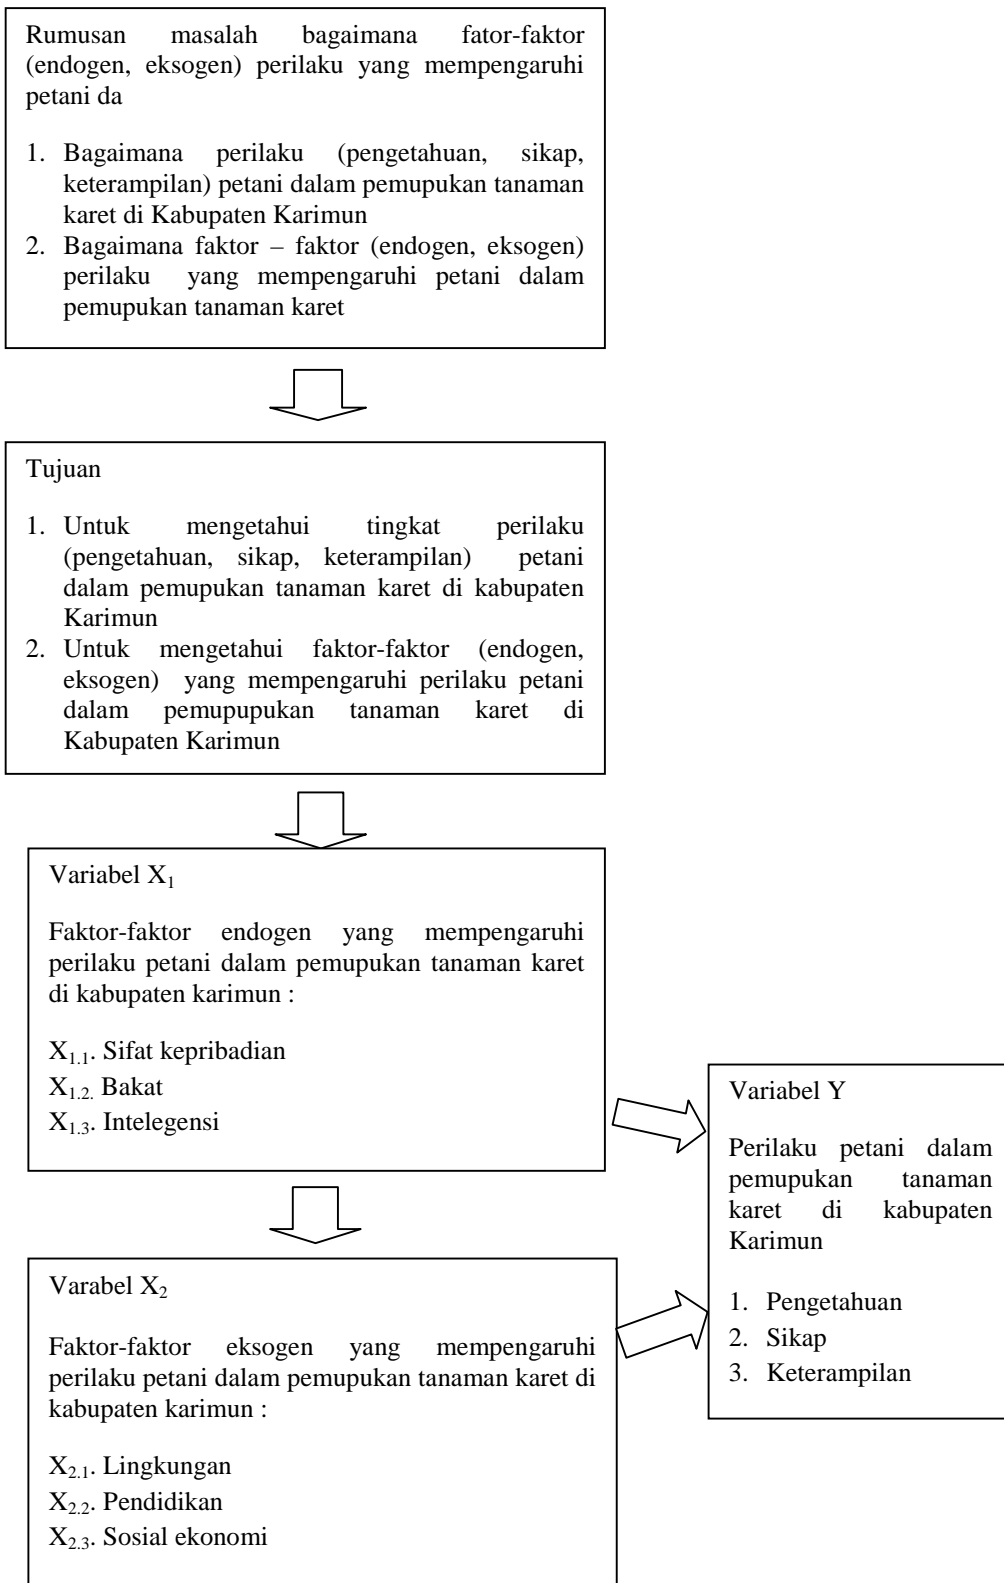 Rumusan masalah bagaimana fator-faktor
(endogen, eksogen) perilaku yang mempengaruhi
petani da
1. Bagaimana perilaku (pengetahuan, sikap,
keterampilan) petani dalam pemupukan tanaman
karet di Kabupaten Karimun
2. Bagaimana faktor – faktor (endogen, eksogen)
perilaku yang mempengaruhi petani dalam
pemupukan tanaman karet
Tujuan
1. Untuk mengetahui tingkat perilaku
(pengetahuan, sikap, keterampilan) petani
dalam pemupukan tanaman karet di kabupaten
Karimun
2. Untuk mengetahui faktor-faktor (endogen,
eksogen) yang mempengaruhi perilaku petani
dalam pemupupukan tanaman karet di
Kabupaten Karimun
Variabel X1
Faktor-faktor endogen yang mempengaruhi
perilaku petani dalam pemupukan tanaman karet
di kabupaten karimun :
X1.1. Sifat kepribadian
X1.2. Bakat
X1.3. Intelegensi
Varabel X2
Faktor-faktor eksogen yang mempengaruhi
perilaku petani dalam pemupukan tanaman karet di
kabupaten karimun :
X2.1. Lingkungan
X2.2. Pendidikan
X2.3. Sosial ekonomi
Variabel Y
Perilaku petani dalam
pemupukan tanaman
karet di kabupaten
Karimun
1. Pengetahuan
2. Sikap
3. Keterampilan